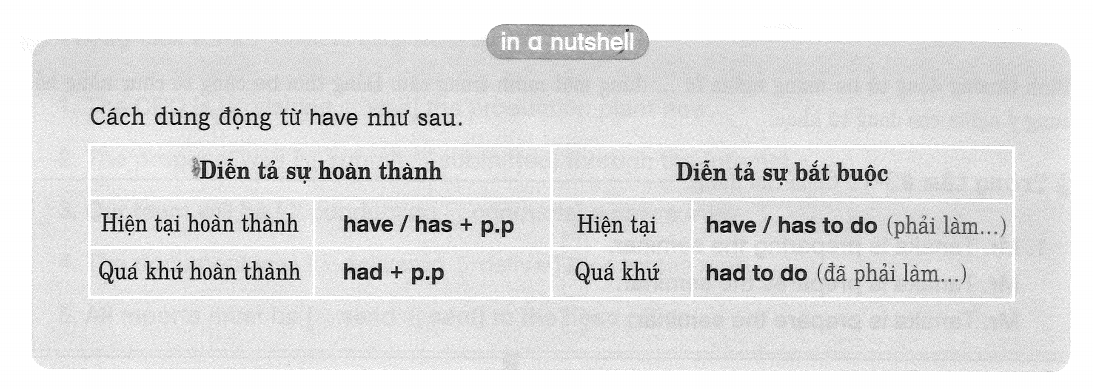 in a nutshell
Cách dùng động từ have như sau.
Diễn tả sự hoàn thành Diễn tả sự bắt buộc
Hiện tại hoàn thành have / has + p.p Hiện tại have / has to do (phải làm...)
Quá khứ hoàn thành had + p.p Quá khứ had to do (đã phải làm...)